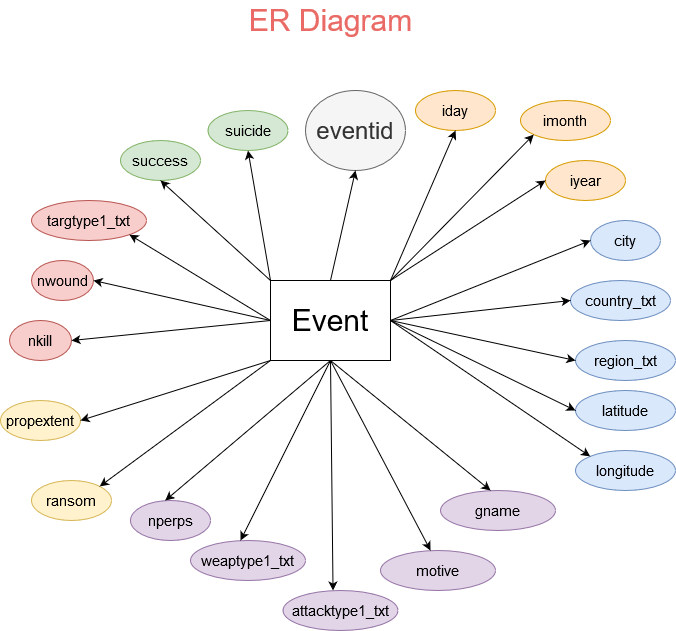 ER Diagram
iday
imonth
suicide
eventid
success
iyear
targtype1_txt
city
nwound
country_txt
Event
nkill
region_txt
latitude
propextent
longitude
ransom
gname
nperps
weaptype1_txt
motive
attacktype1_txt